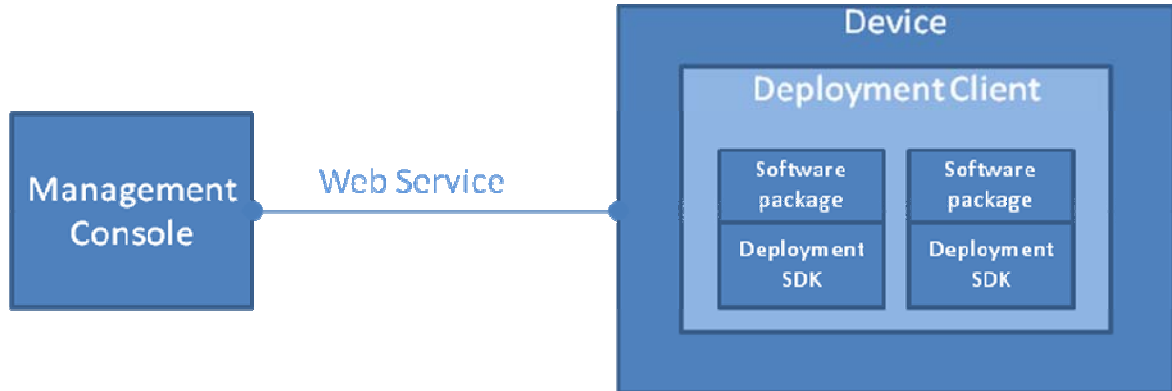 Device
Deployment Client
Management
Console
Web Service
Software
package
Deployment
SDK
Software
package
Deployment
SDK